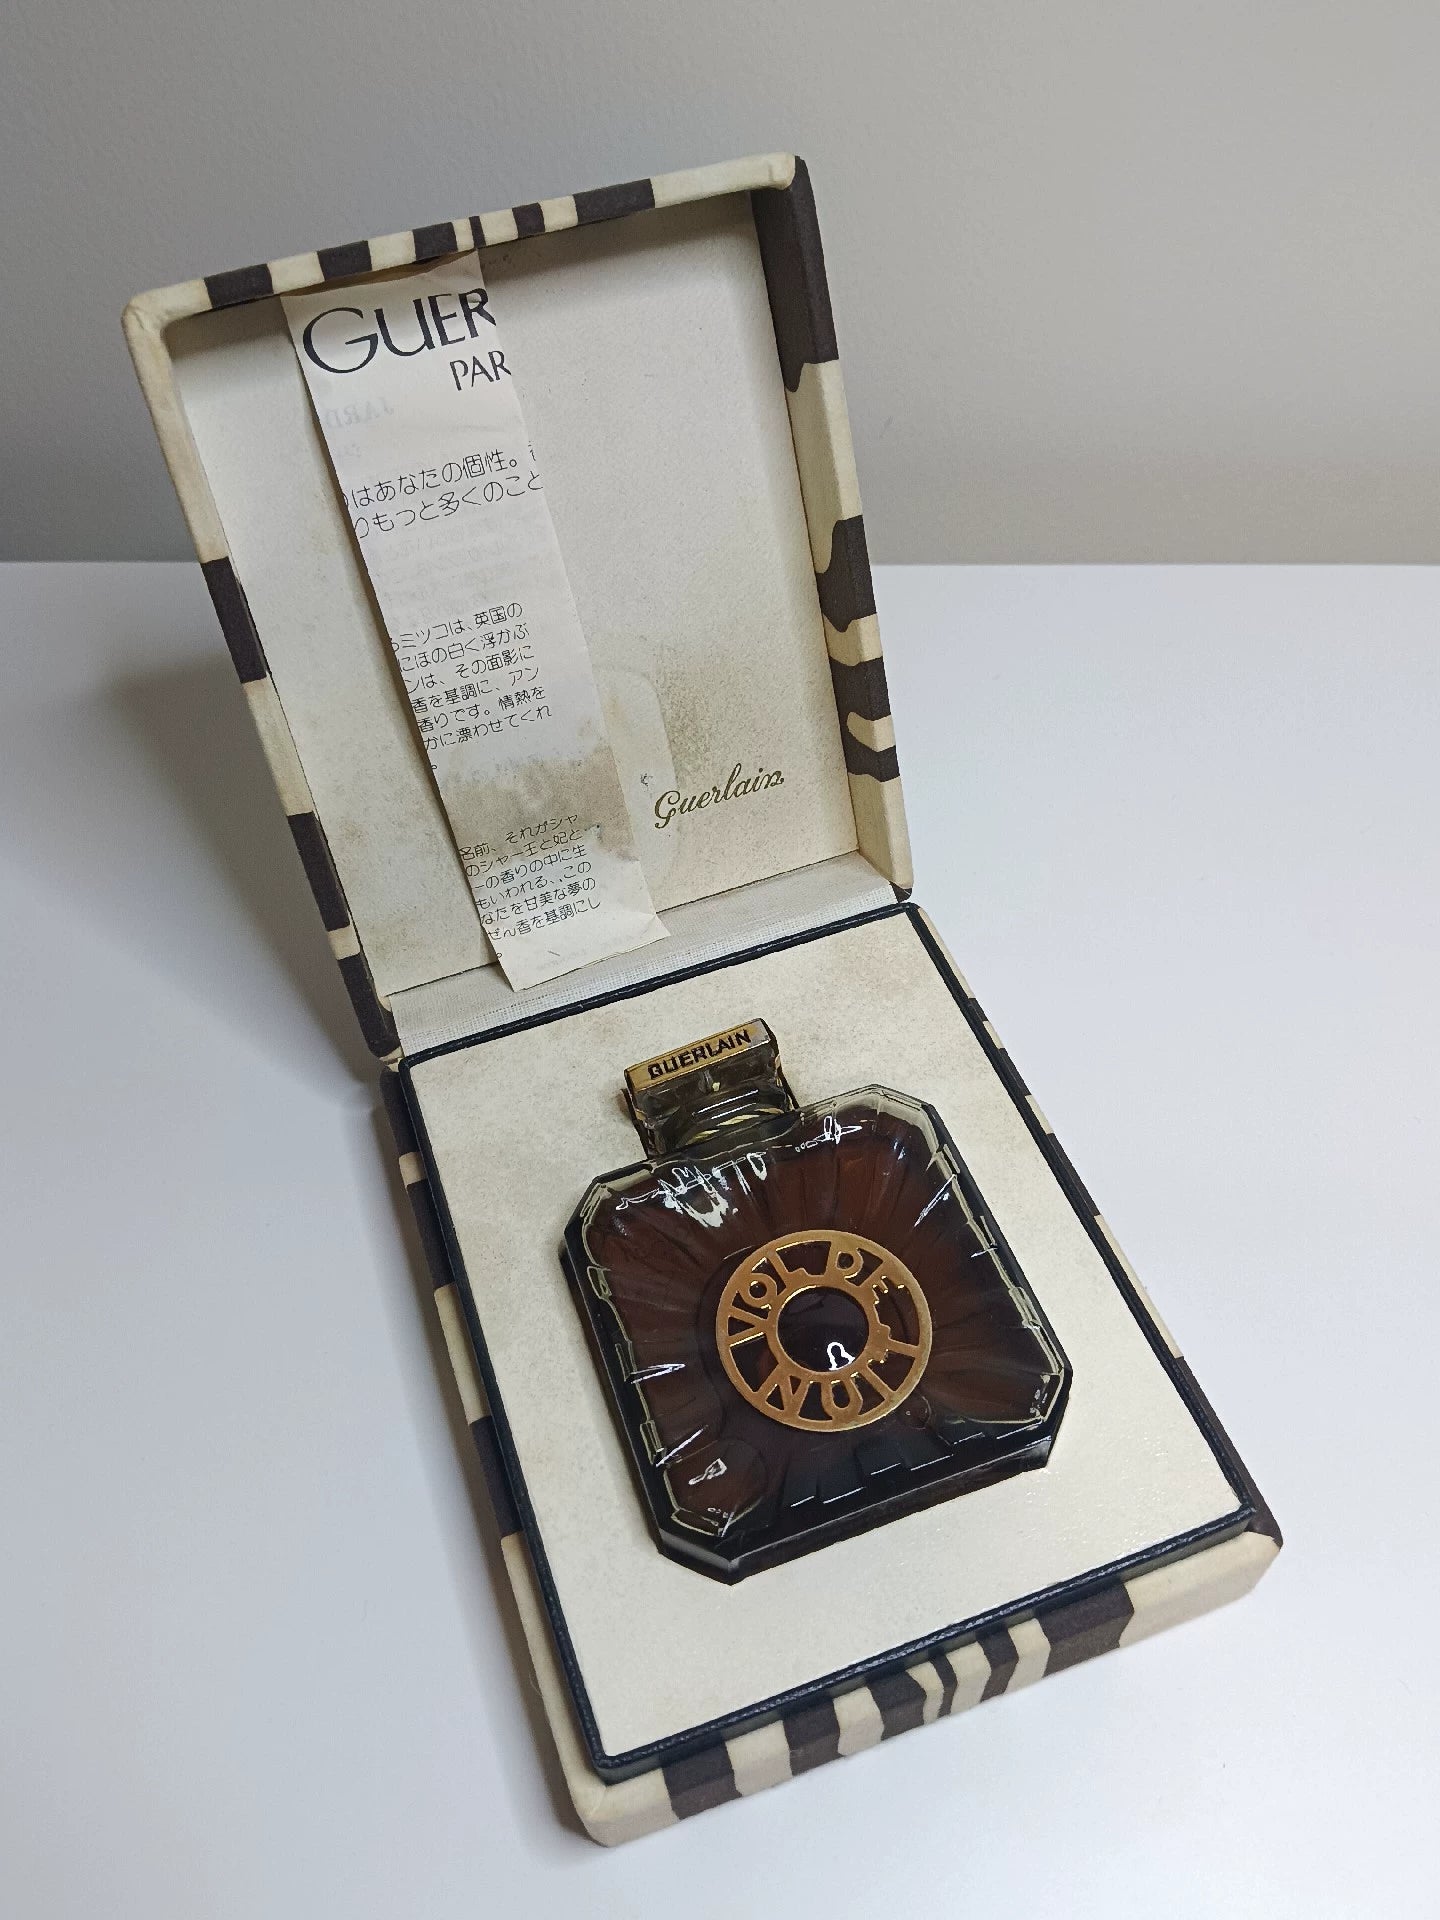 GUER
PAR
はあなたの個性。
りもっと多くのこと
るミツコは、英国の
にほの白く浮かぶ
ンは、その面影に
香を基調に、アン
香りです。情熱を
かに漂わせてくれ
。
それがシャ
名前、のシャー王と妃と
ーの香りの中に生
もいわれる、この
なたを甘美な夢の
ぜん香を基調にし
。
Guerlain
GUERLAIN
VOL DE
NUIT